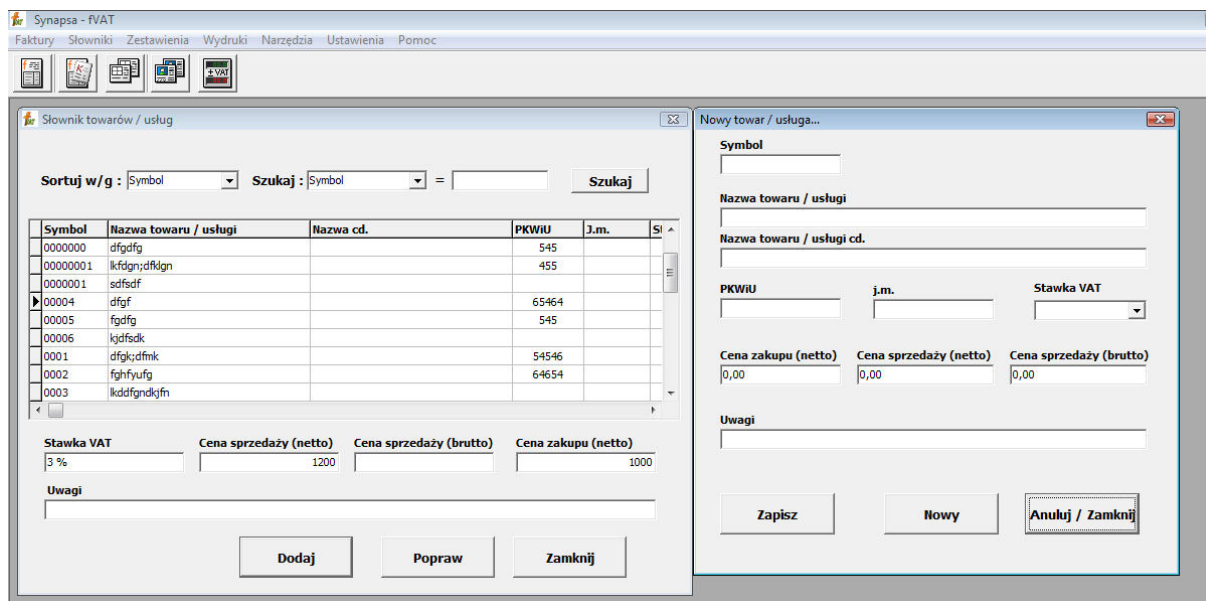 Synapsa - fVAT
Faktury Słowniki Zestawienia Wydruki Narzędzia Ustawienia Pomoc
± VAT
Słownik towarów / usług
Sortuj w/g : Symbol Szukaj : Symbol = Szukaj
Symbol Nazwa towaru / usługi Nazwa cd. PKWiU J.m.
0000000 dfgdfg 545
00000001 lkfdgn;dfklgn 455
0000001 sdfsdf
00004 dfgf 65464
00005 fgdfg 545
00006 kjdfsdk
0001 dfgk;dfmk 54546
0002 fghfyufg 64654
0003 lkddfgndkjfn
Stawka VAT Cena sprzedaży (netto) Cena sprzedaży (brutto) Cena zakupu (netto)
3 % 1200 1000
Uwagi
Dodaj Popraw Zamknij
Nowy towar / usługa...
Symbol
Nazwa towaru / usługi
Nazwa towaru / usługi cd.
PKWiU j.m. Stawka VAT
Cena zakupu (netto) Cena sprzedaży (netto) Cena sprzedaży (brutto)
0,00 0,00 0,00
Uwagi
Zapisz Nowy Anuluj / Zamknij